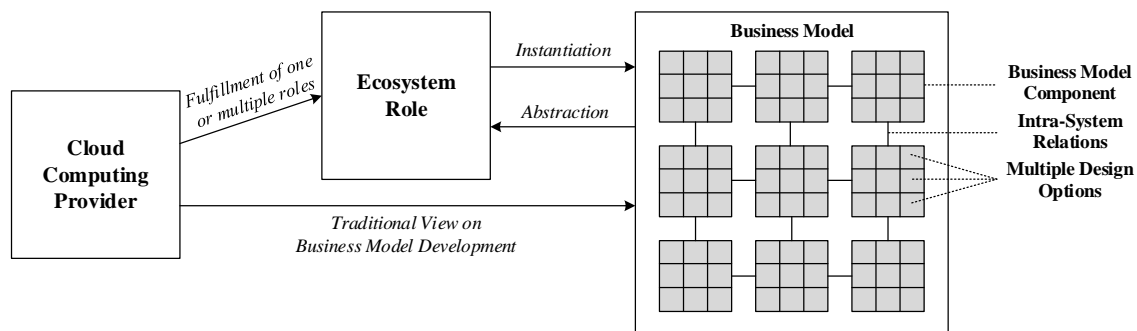 Cloud
Computing
Provider
Fulfillment of one
or multiple roles
Ecosystem
Role
Instantiation
Abstraction
Traditional View on
Business Model Development
Business Model
Business Model
Component
Intra-System
Relations
Multiple Design
Options